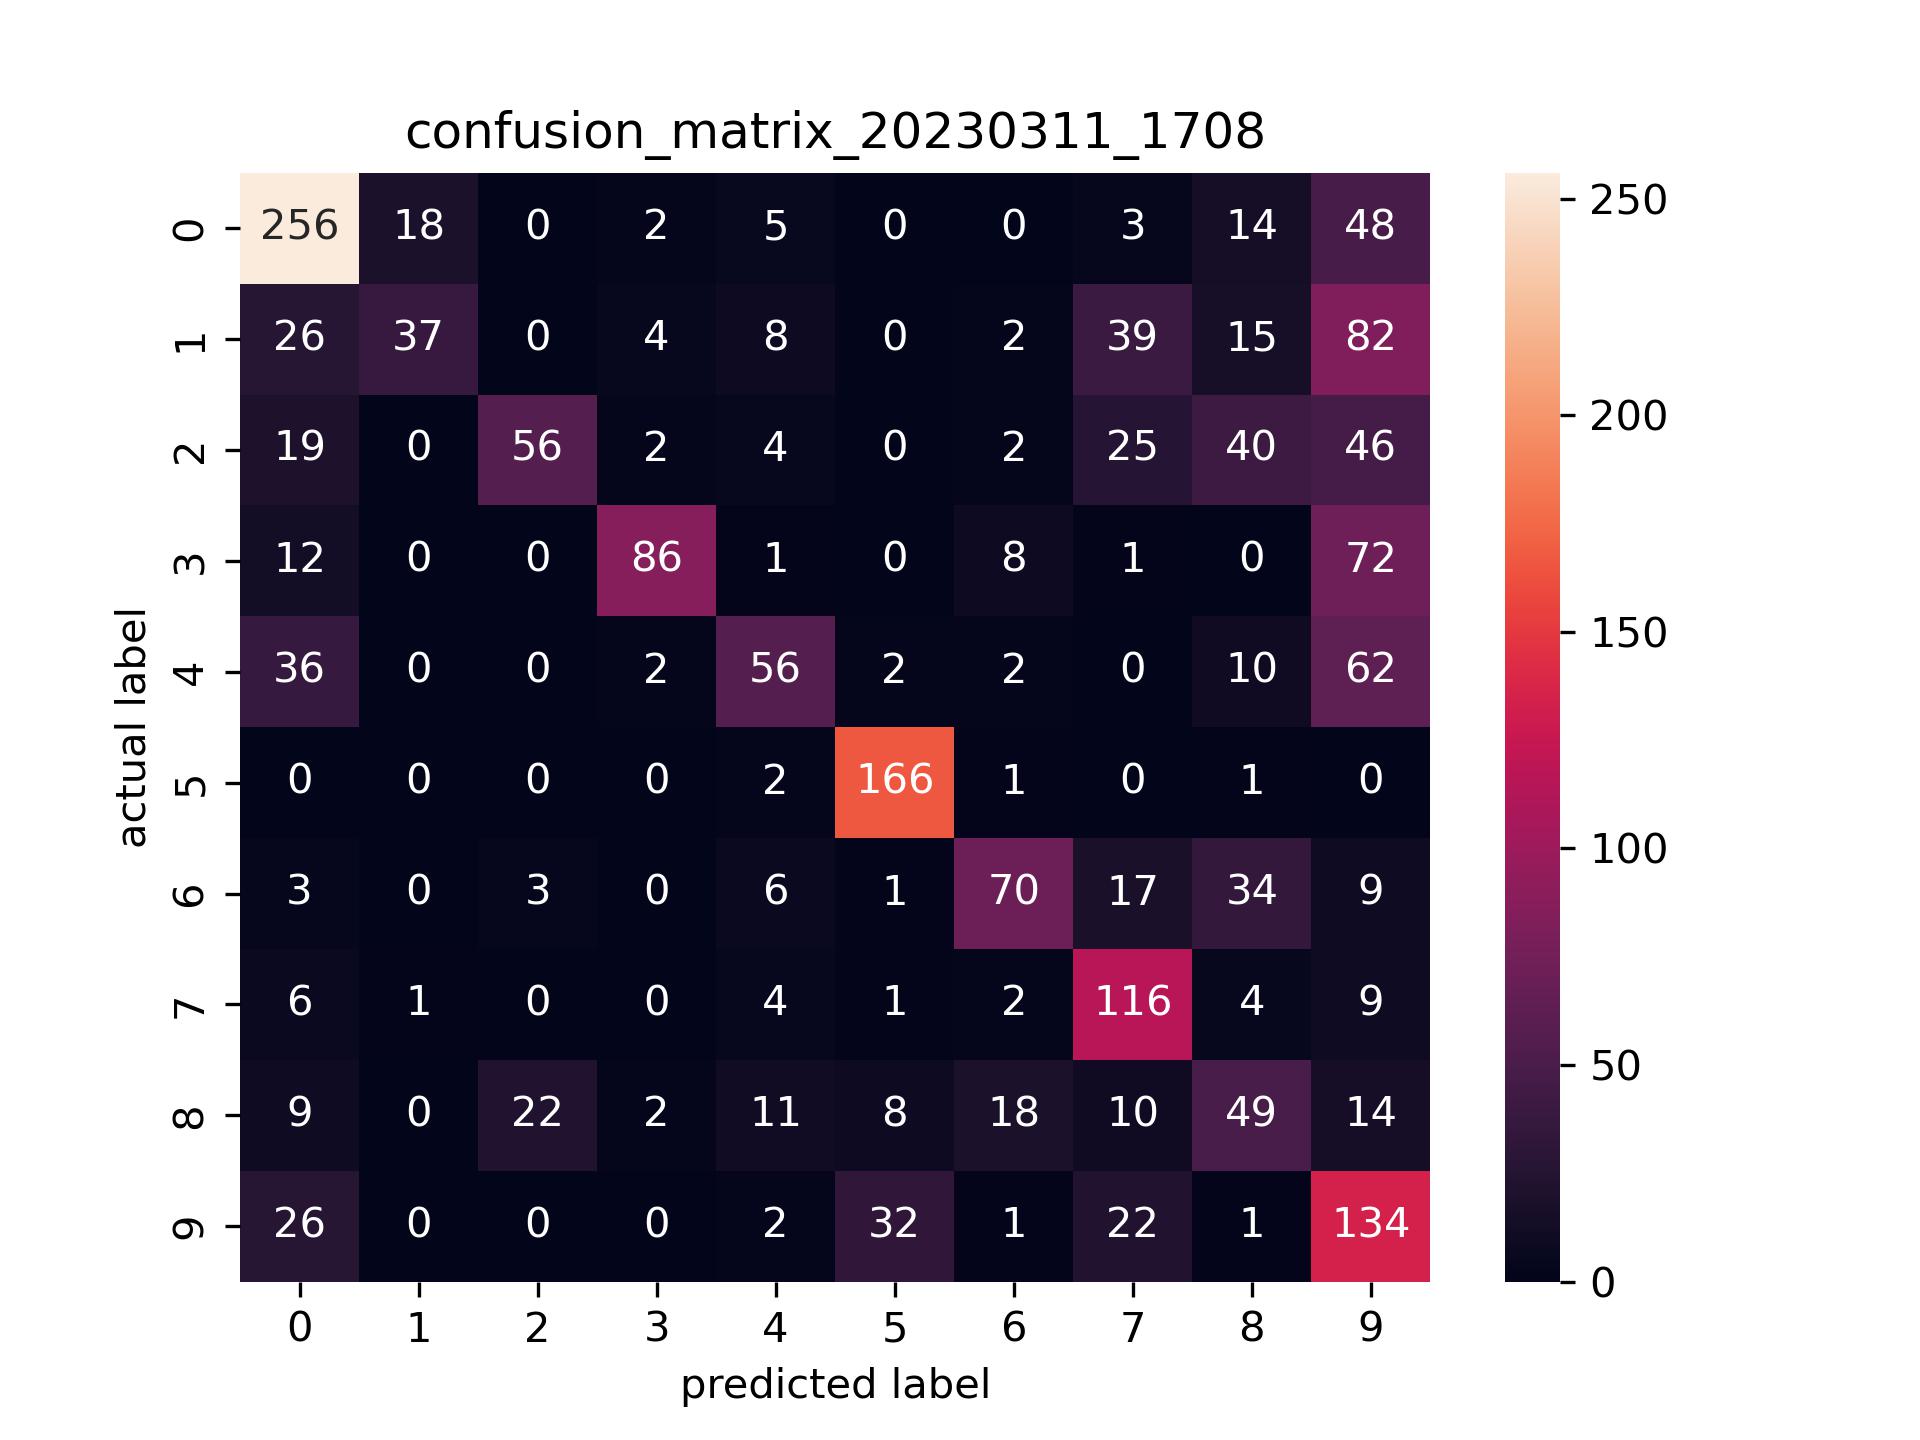 confusion_matrix_20230311_1708
0 256 18 0 2 5 0 0 3 14 48
1 26 37 0 4 8 0 2 39 15 82
2 19 0 56 2 4 0 2 25 40 46
3 12 0 0 86 1 0 8 1 0 72
4 36 0 0 2 56 2 2 0 10 62
5 0 0 0 0 2 166 1 0 1 0
6 3 0 3 0 6 1 70 17 34 9
7 6 1 0 0 4 1 2 116 4 9
8 9 0 22 2 11 8 18 10 49 14
9 26 0 0 0 2 32 1 22 1 134
0 1 2 3 4 5 6 7 8 9
predicted label
actual label
250
200
150
100
50
0